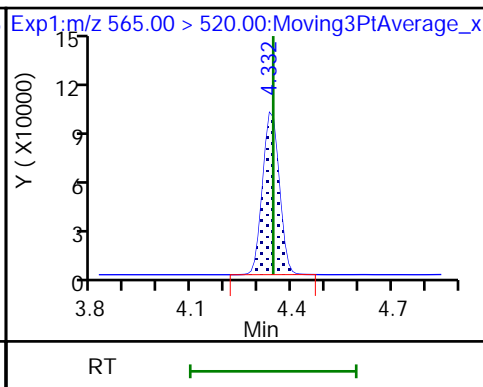 Exp1:m/z 565.00 > 520.00:Moving3PtAverage_x
15
4.332
12
9
6
3
0
Y ( X10000)
3.8 4.1 4.4 4.7
Min
RT